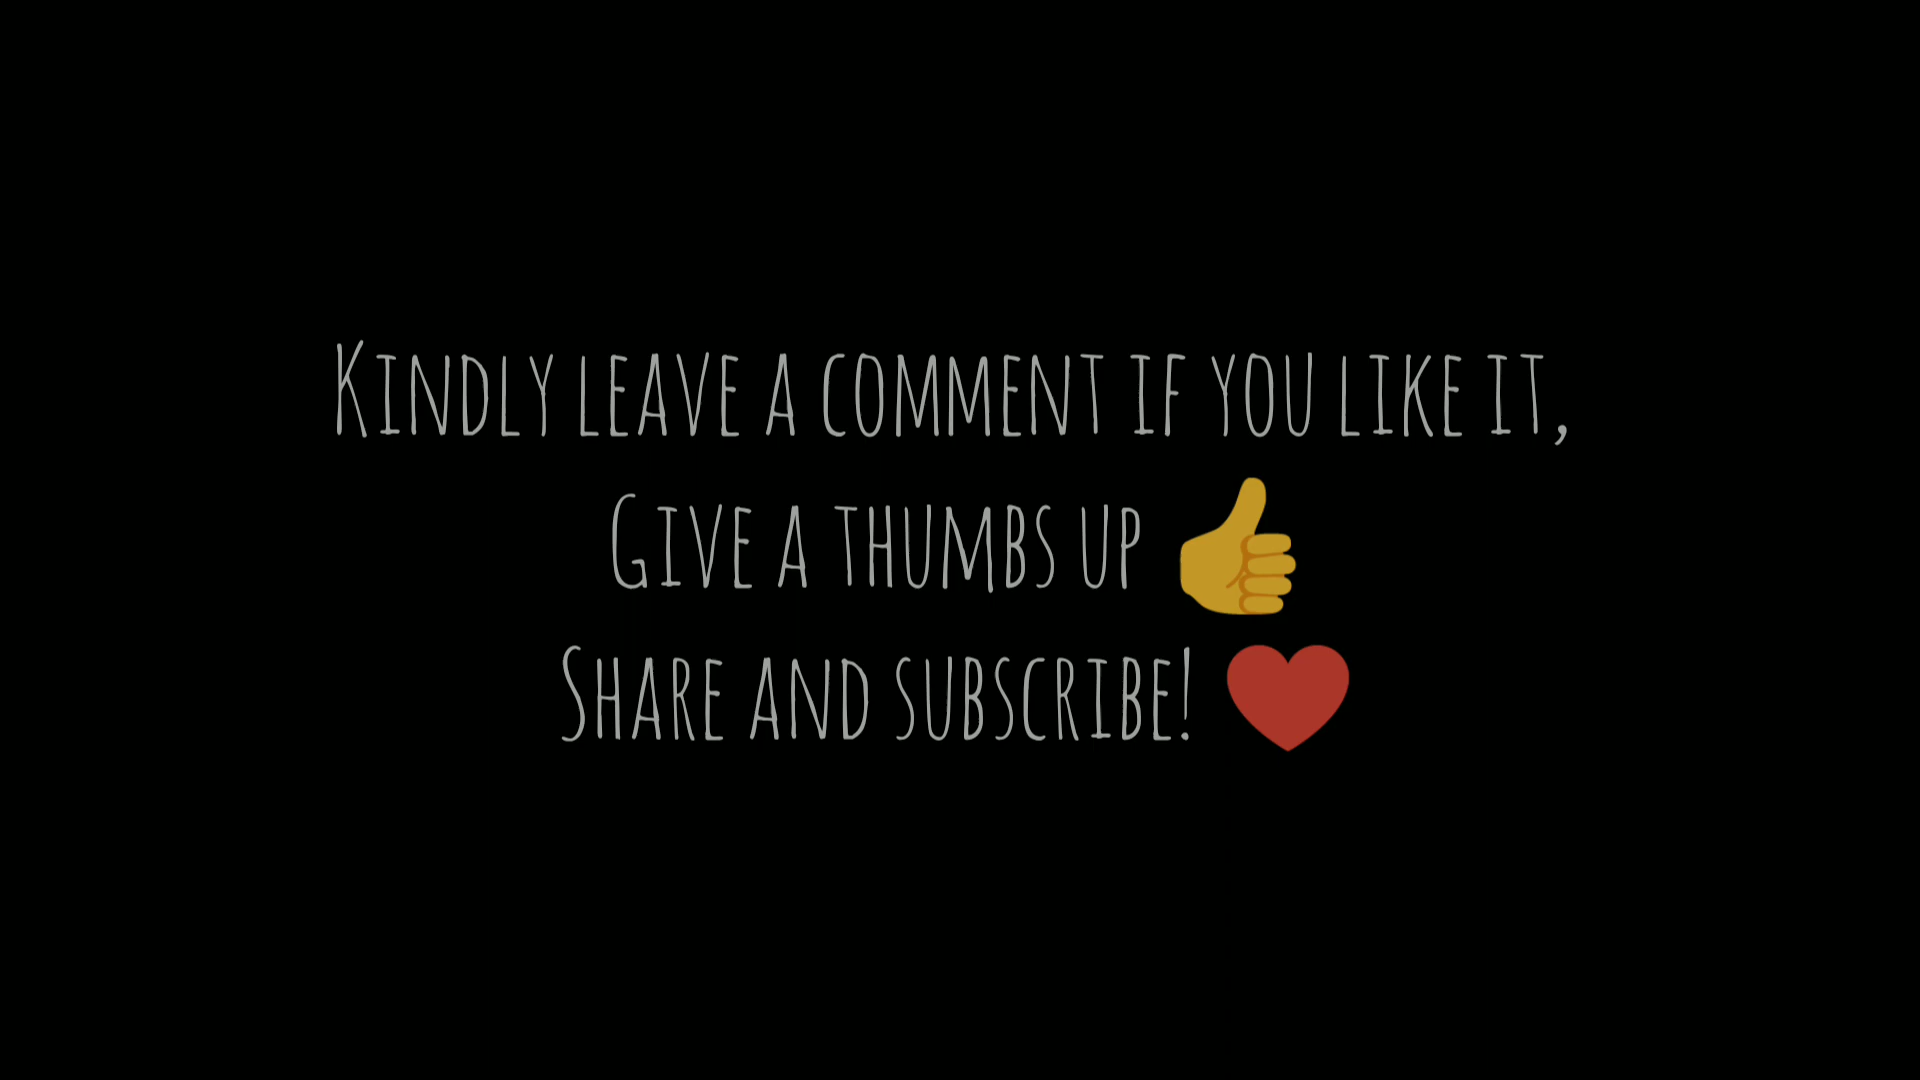 Kindly leave a comment if you like it,
Give a thumbs up 👍
Share and subscribe! ❤️